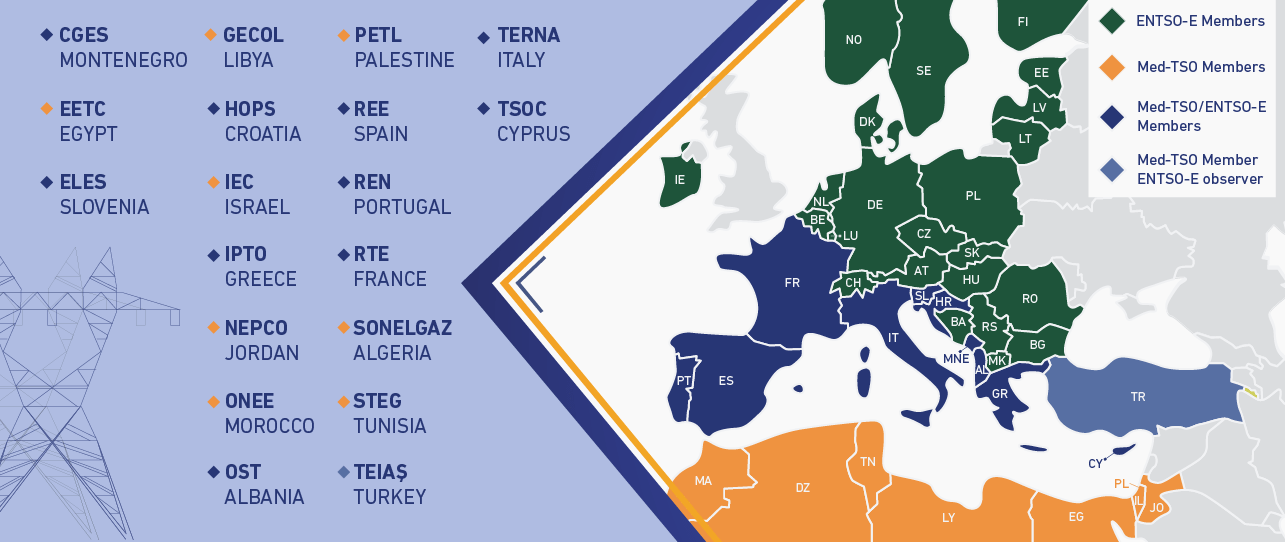 CGES
MONTENEGRO
EETC
EGYPT
ELES
SLOVENIA
GECOL
LIBYA
HOPS
CROATIA
IEC
ISRAEL
IPTO
GREECE
NEPCO
JORDAN
ONEE
MOROCCO
OST
ALBANIA
PETL
PALESTINE
REE
SPAIN
REN
PORTUGAL
RTE
FRANCE
SONELGAZ
ALGERIA
STEG
TUNISIA
TEIAŞ
TURKEY
TERNA
ITALY
TSOC
CYPRUS
ENTSO-E Members
Med-TSO Members
Med-TSO/ENTSO-E
Members
Med-TSO Member
ENTSO-E observer
NO
SE
FI
EE
LV
LT
DK
IE
NL
BE
LU
DE
PL
CZ
SK
AT
HU
CH
FR
SL
HR
RO
BA
RS
IT
BG
MNE
MK
AL
PT
ES
GR
TR
CY
TN
MA
DZ
PL
IL
JO
LY
EG